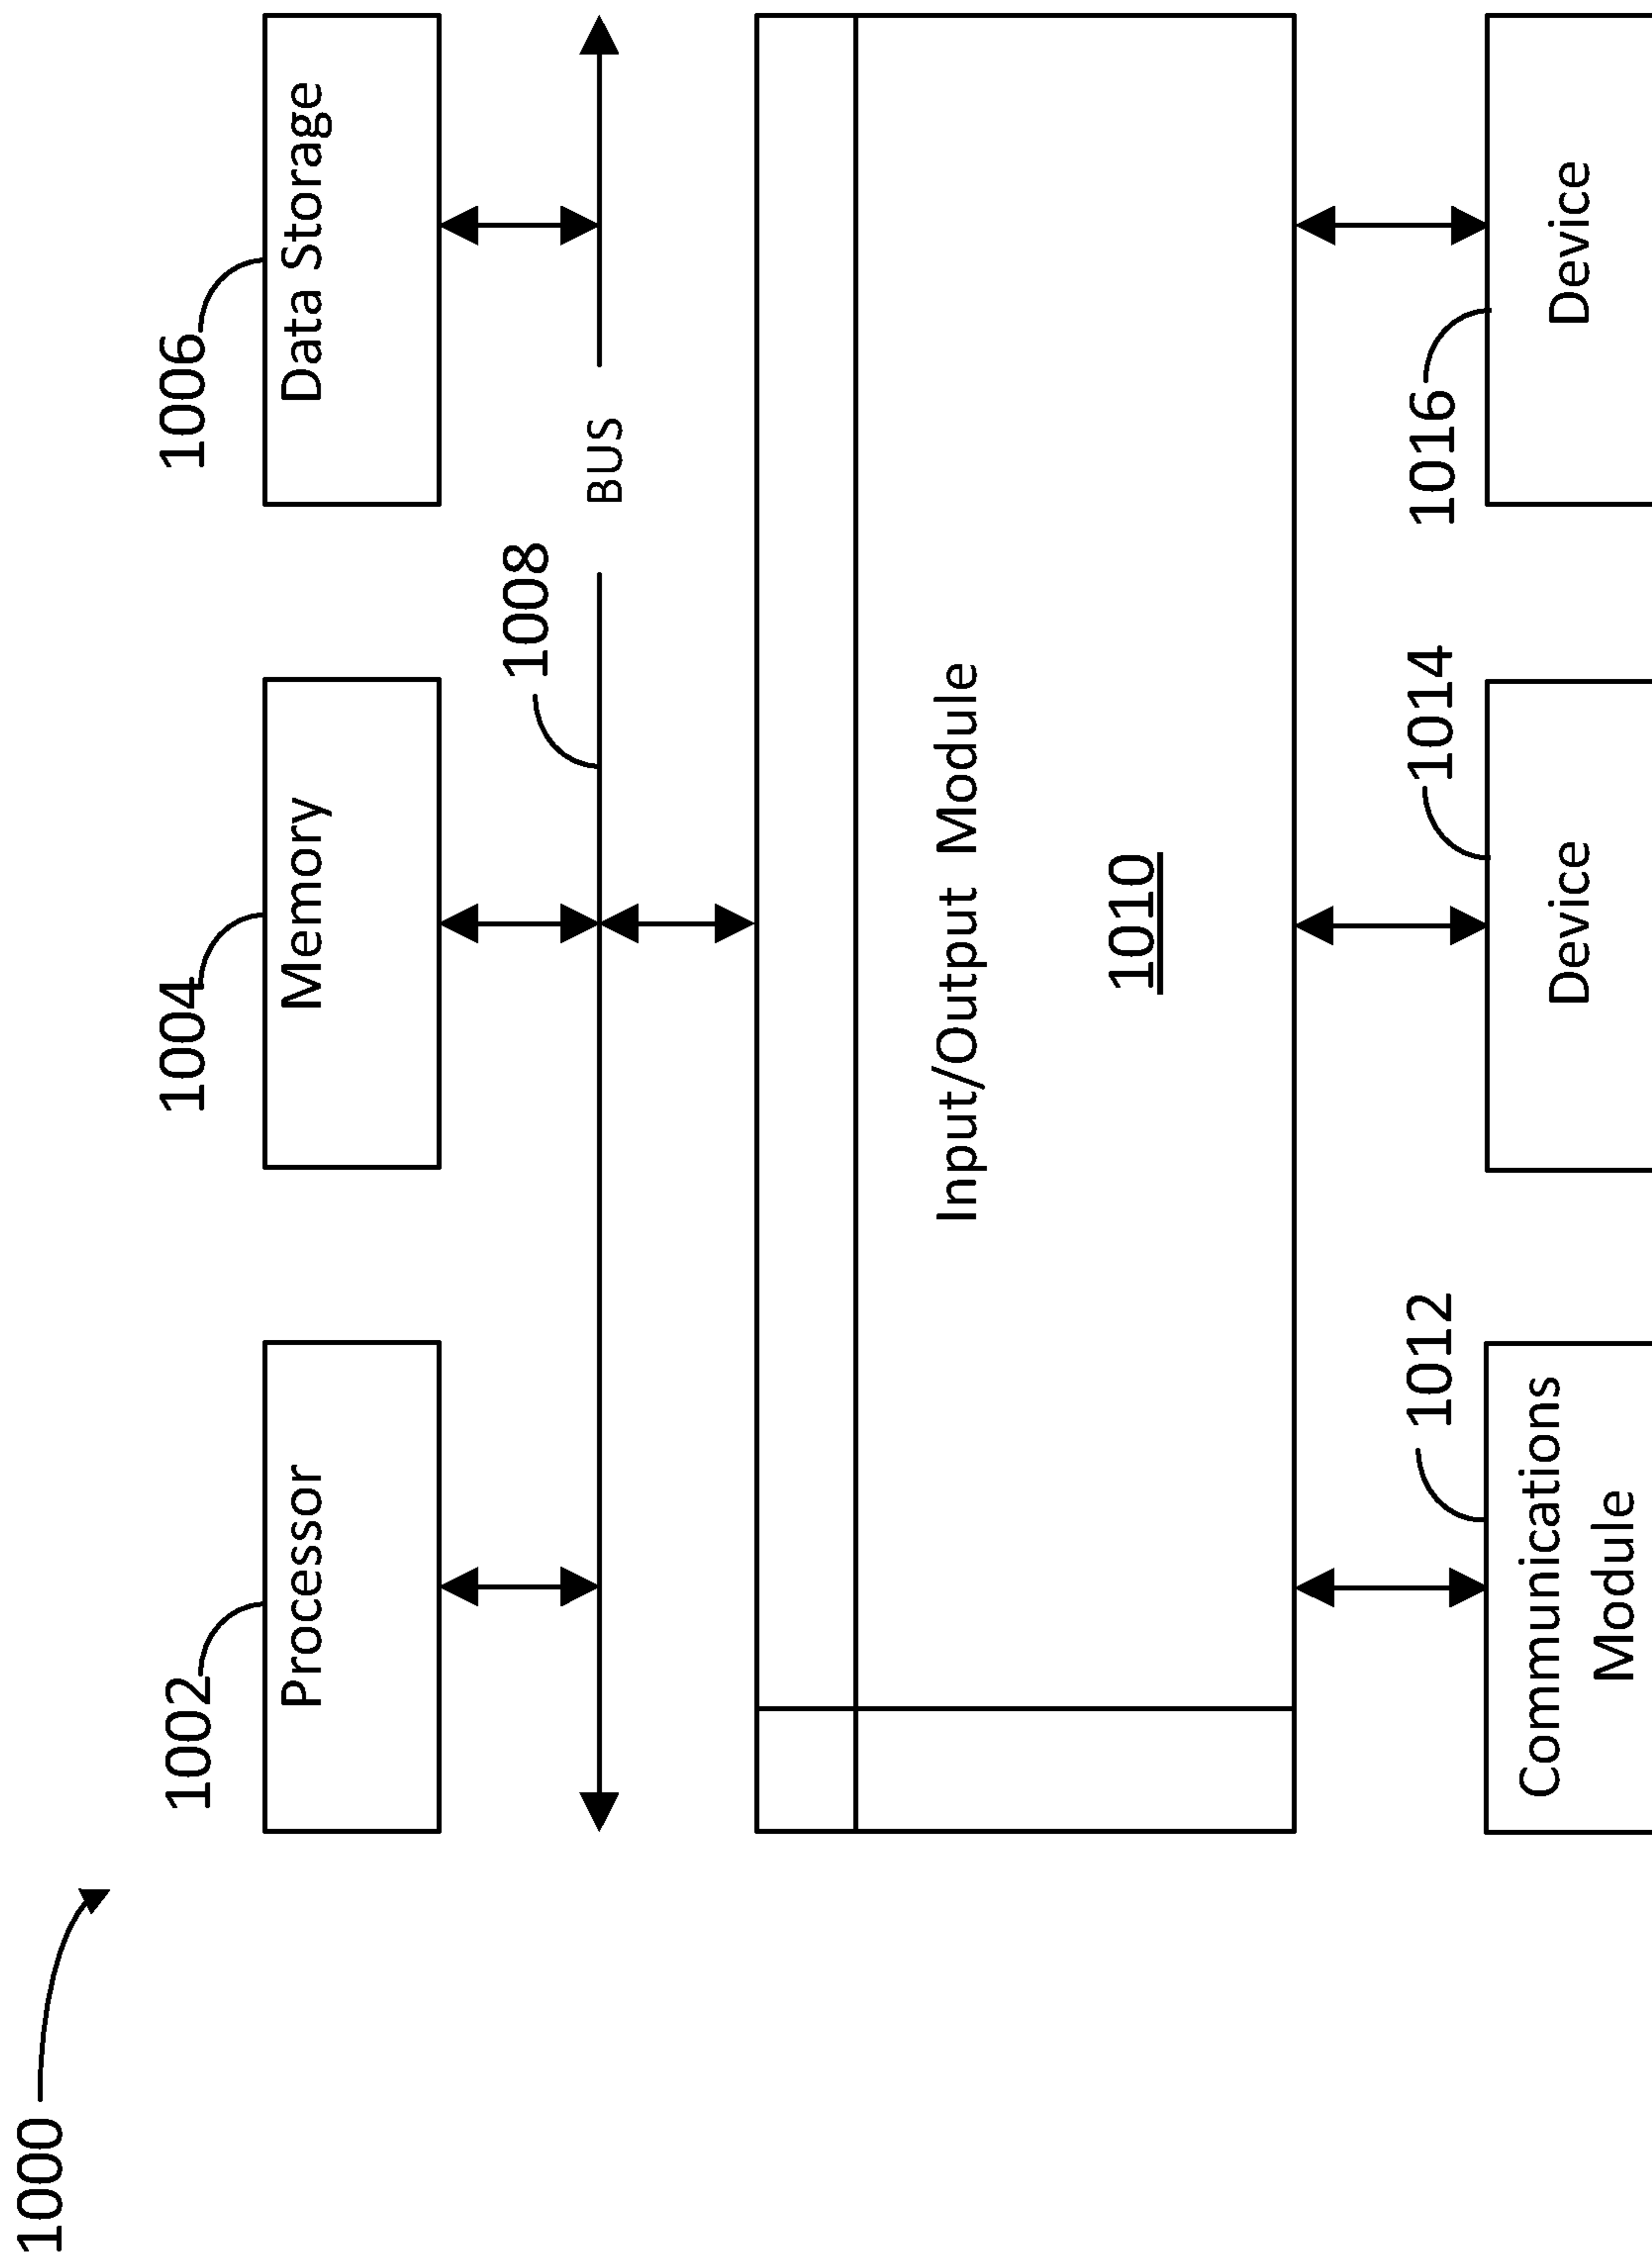 1000
1002
1004
1006
Processor
Memory
Data Storage
1008
BUS
Input/Output Module
1010
1012
1014
1016
Communications
Module
Device
Device